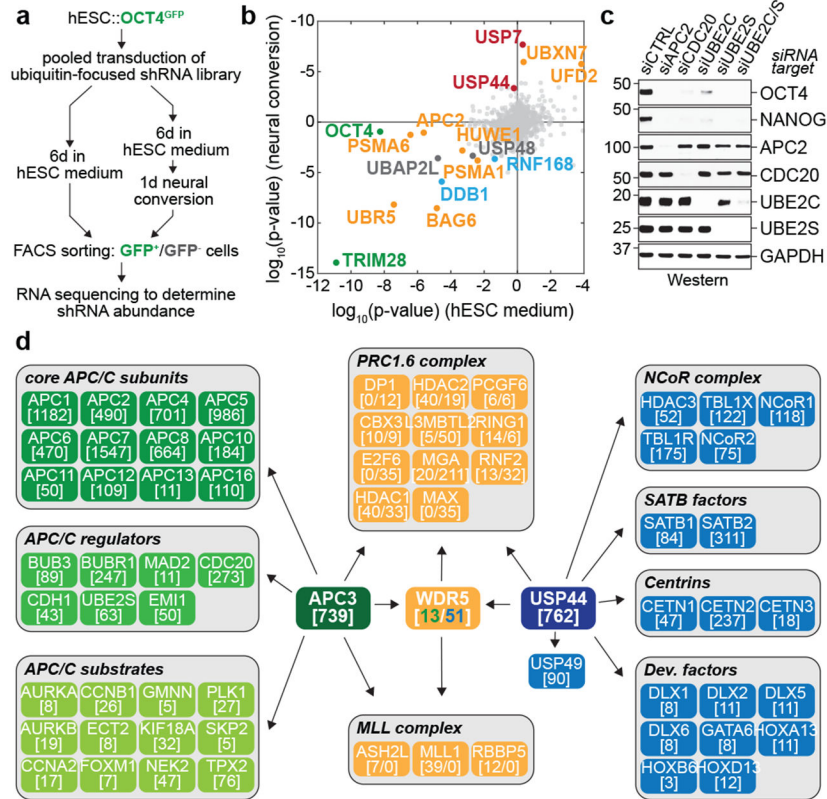 a
hESC::OCT4GFP
pooled transduction of
ubiquitin-focused shRNA library
6d in
hESC medium
6d in
hESC medium
1d neural
conversion
FACS sorting: GFP+/GFP- cells
RNA sequencing to determine
shRNA abundance
b
log10(p-value) (neural conversion)
-10
-5
0
-5
-10
-15
-12 -10 -8 -6 -4 -2 0 -2 -4
log10(p-value) (hESC medium)
USP7
UBXN7
UFD2
USP44
OCT4
APC2
PSMA6
HUWE1
UBAP2L
USP48
PSMA1
RNF168
DDB1
UBR5
BAG6
TRIM28
c
siCTRL
siAPC2
siCDC20
siUBE2C
siUBE2S
siUBE2C/S
siRNA
target
50
OCT4
50
NANOG
100
APC2
50
CDC20
20
UBE2C
25
UBE2S
37
GAPDH
Western
d
core APC/C subunits
APC1 APC2 APC4 APC5
[1182] [490] [701] [986]
APC6 APC7 APC8 APC10
[470] [1547] [664] [184]
APC11 APC12 APC13 APC16
[50] [109] [11] [110]
APC/C regulators
BUB3 BUBR1 MAD2 CDC20
[89] [247] [11] [273]
CDH1 UBE2S EMI1
[43] [63] [50]
APC/C substrates
AURKA CCNB1 GMNN PLK1
[8] [26] [5] [27]
AURKB ECT2 KIF18A SKP2
[19] [8] [32] [5]
CCNA2 FOXM1 NEK2 TPX2
[17] [7] [47] [76]
PRC1.6 complex
DP1 HDAC2 PCGF6
[0/12] [40/19] [6/6]
CBX3 L3MBTL2 RING1
[10/9] [5/50] [14/6]
E2F6 MGA RNF2
[0/35] [20/211] [13/32]
HDAC1 MAX
[40/33] [0/35]
APC3
[739]
WDR5
[13/51]
USP44
[762]
USP49
[90]
MLL complex
ASH2L MLL1 RBBP5
[7/0] [39/0] [12/0]
NCoR complex
HDAC3 TBL1X NCoR1
[52] [122] [118]
TBL1R NCoR2
[175] [75]
SATB factors
SATB1 SATB2
[84] [311]
Centrins
CETN1 CETN2 CETN3
[47] [237] [18]
Dev. factors
DLX1 DLX2 DLX5
[8] [11] [11]
DLX6 GATA6 HOXA13
[8] [8] [11]
HOXB6 HOXD13
[3] [12]